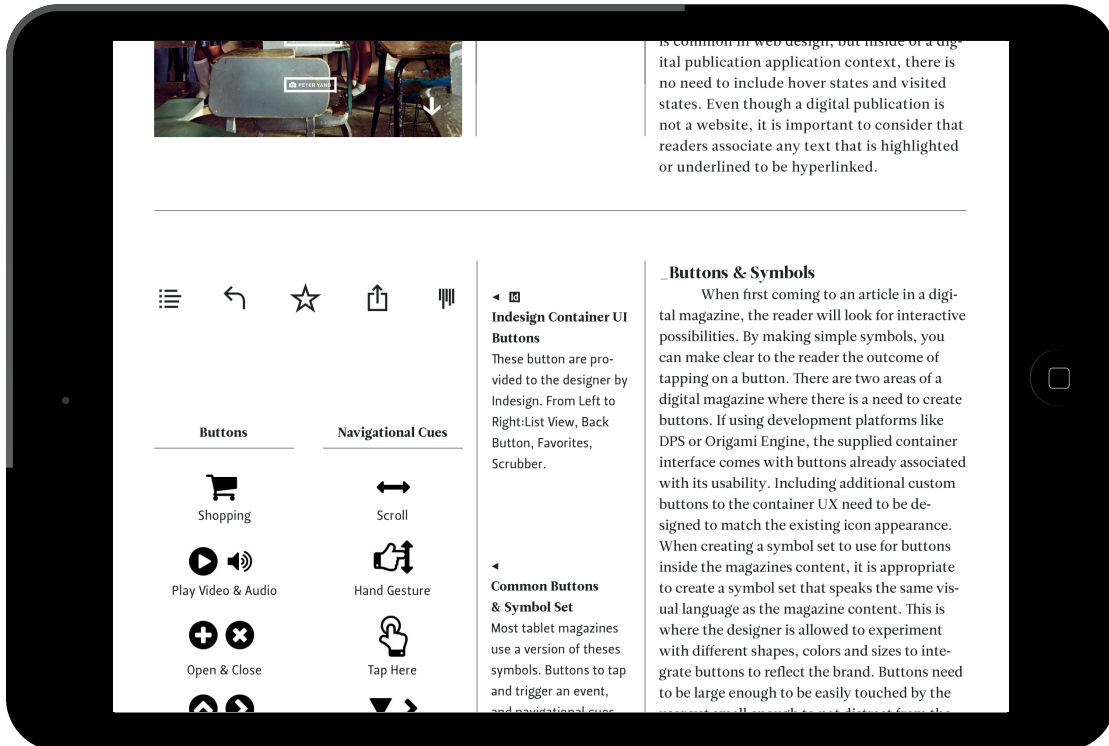 PETER YANG
is common in web design, but inside of a dig-
ital publication application context, there is
no need to include hover states and visited
states. Even though a digital publication is
not a website, it is important to consider that
readers associate any text that is highlighted
or underlined to be hyperlinked.
Buttons
Shopping
Play Video & Audio
Open & Close
Navigational Cues
Scroll
Hand Gesture
Tap Here
Id
Indesign Container UI
Buttons
These button are pro-
vided to the designer by
Indesign. From Left to
Right:List View, Back
Button, Favorites,
Scrubber.
Common Buttons
& Symbol Set
Most tablet magazines
use a version of theses
symbols. Buttons to tap
and trigger an event,
and navigational cues
_Buttons & Symbols
When first coming to an article in a digi-
tal magazine, the reader will look for interactive
possibilities. By making simple symbols, you
can make clear to the reader the outcome of
tapping on a button. There are two areas of a
digital magazine where there is a need to create
buttons. If using development platforms like
DPS or Origami Engine, the supplied container
interface comes with buttons already associated
with its usability. Including additional custom
buttons to the container UX need to be de-
signed to match the existing icon appearance.
When creating a symbol set to use for buttons
inside the magazines content, it is appropriate
to create a symbol set that speaks the same vis-
ual language as the magazine content. This is
where the designer is allowed to experiment
with different shapes, colors and sizes to inte-
grate buttons to reflect the brand. Buttons need
to be large enough to be easily touched by the